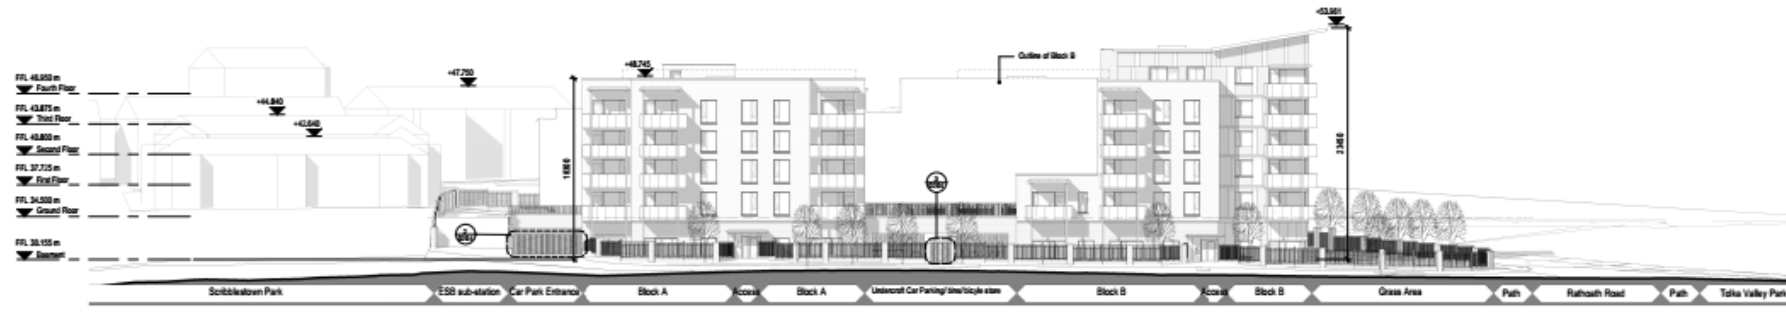 FFL 46.950 m
Fourth Floor
FFL 43.875 m
Third Floor
FFL 40.800 m
Second Floor
FFL 37.725 m
First Floor
FFL 34.500 m
Ground Floor
FFL 30.155 m
Basement
+44.840
+42.640
+47.750
+48.745
Outline of Block B
+53.961
23450
Scribblestown Park
ESB sub-station
Car Park Entrance
Block A
Access
Block A
Undercroft Car Parking/ bins/bicyle store
Block B
Access
Block B
Grass Area
Path
Rathoath Road
Path
Tolka Valley Park